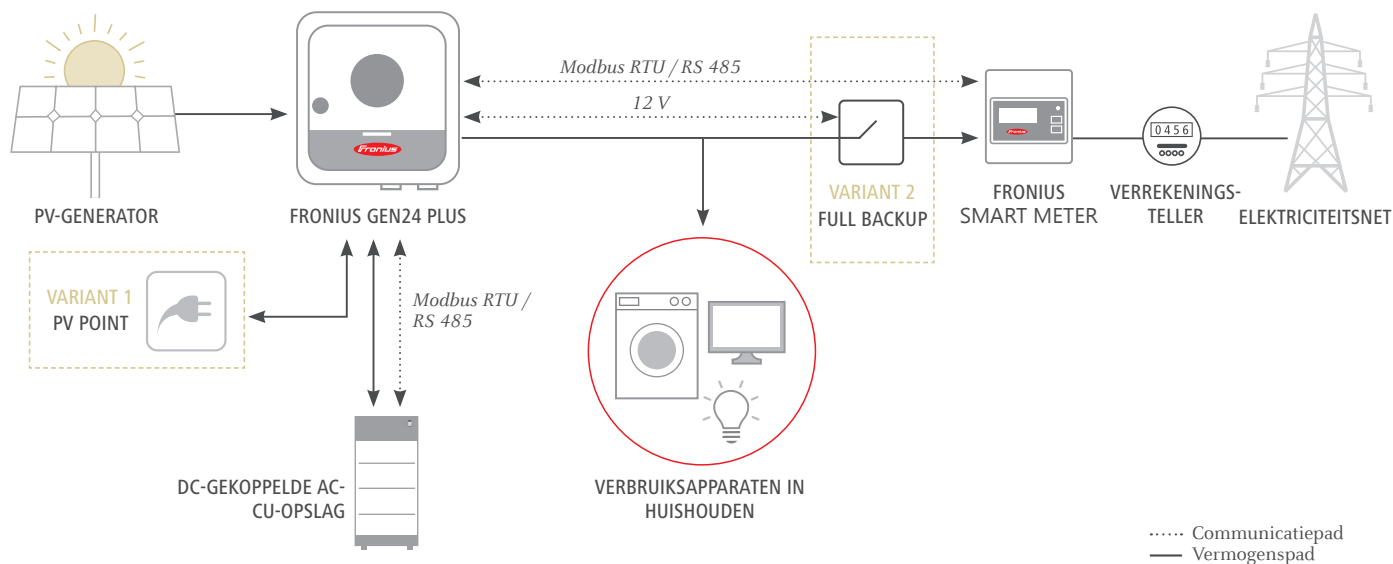 Modbus RTU / RS 485
12 V
Fronius
Fronius
0456
PV-GENERATOR
FRONIUS GEN24 PLUS
VARIANT 2
FULL BACKUP
FRONIUS
SMART METER
VERREKENINGS-
TELLER
ELEKTRICITEITSNET
VARIANT 1
PV POINT
Modbus RTU /
RS 485
DC-GEKOPPELDE AC-
CU-OPSLAG
VERBRUIKSAPPARATEN IN
HUISHOUDEN
Communicatiepad
Vermogenspad